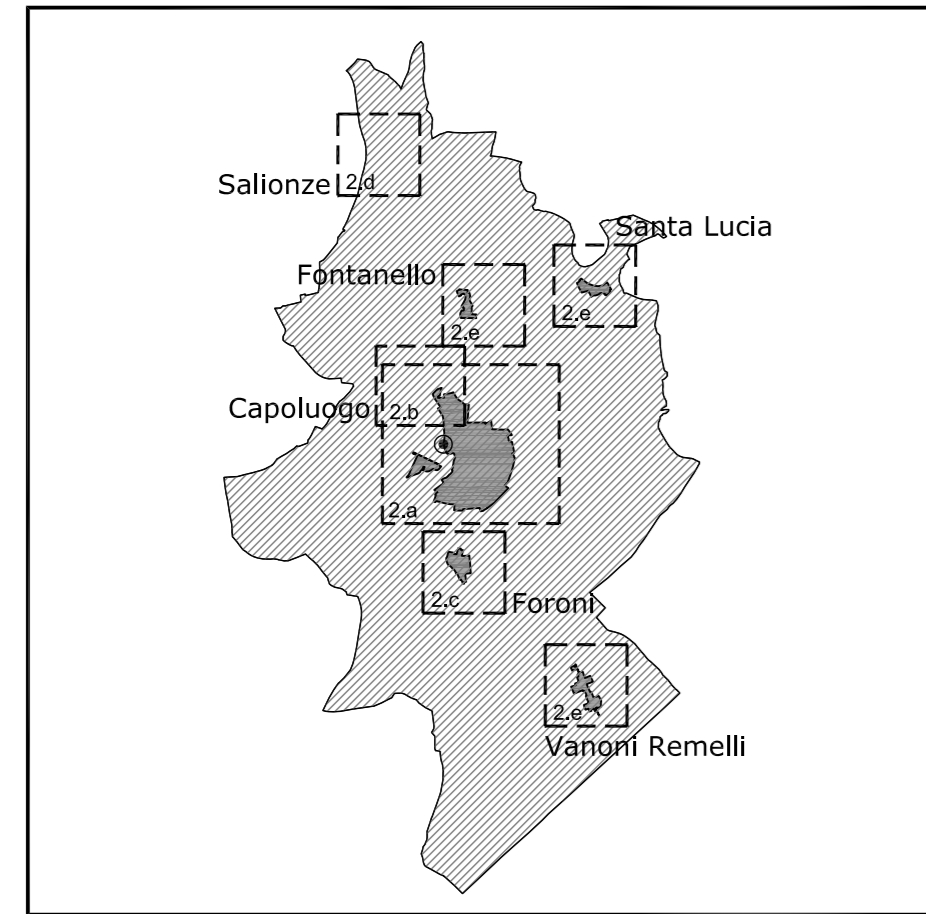 Salionze
2.d
Santa Lucia
Fontanello
2.e
2.e
Capoluogo
2.b
2.a
2.c
Foroni
2.e
Vanoni Remelli